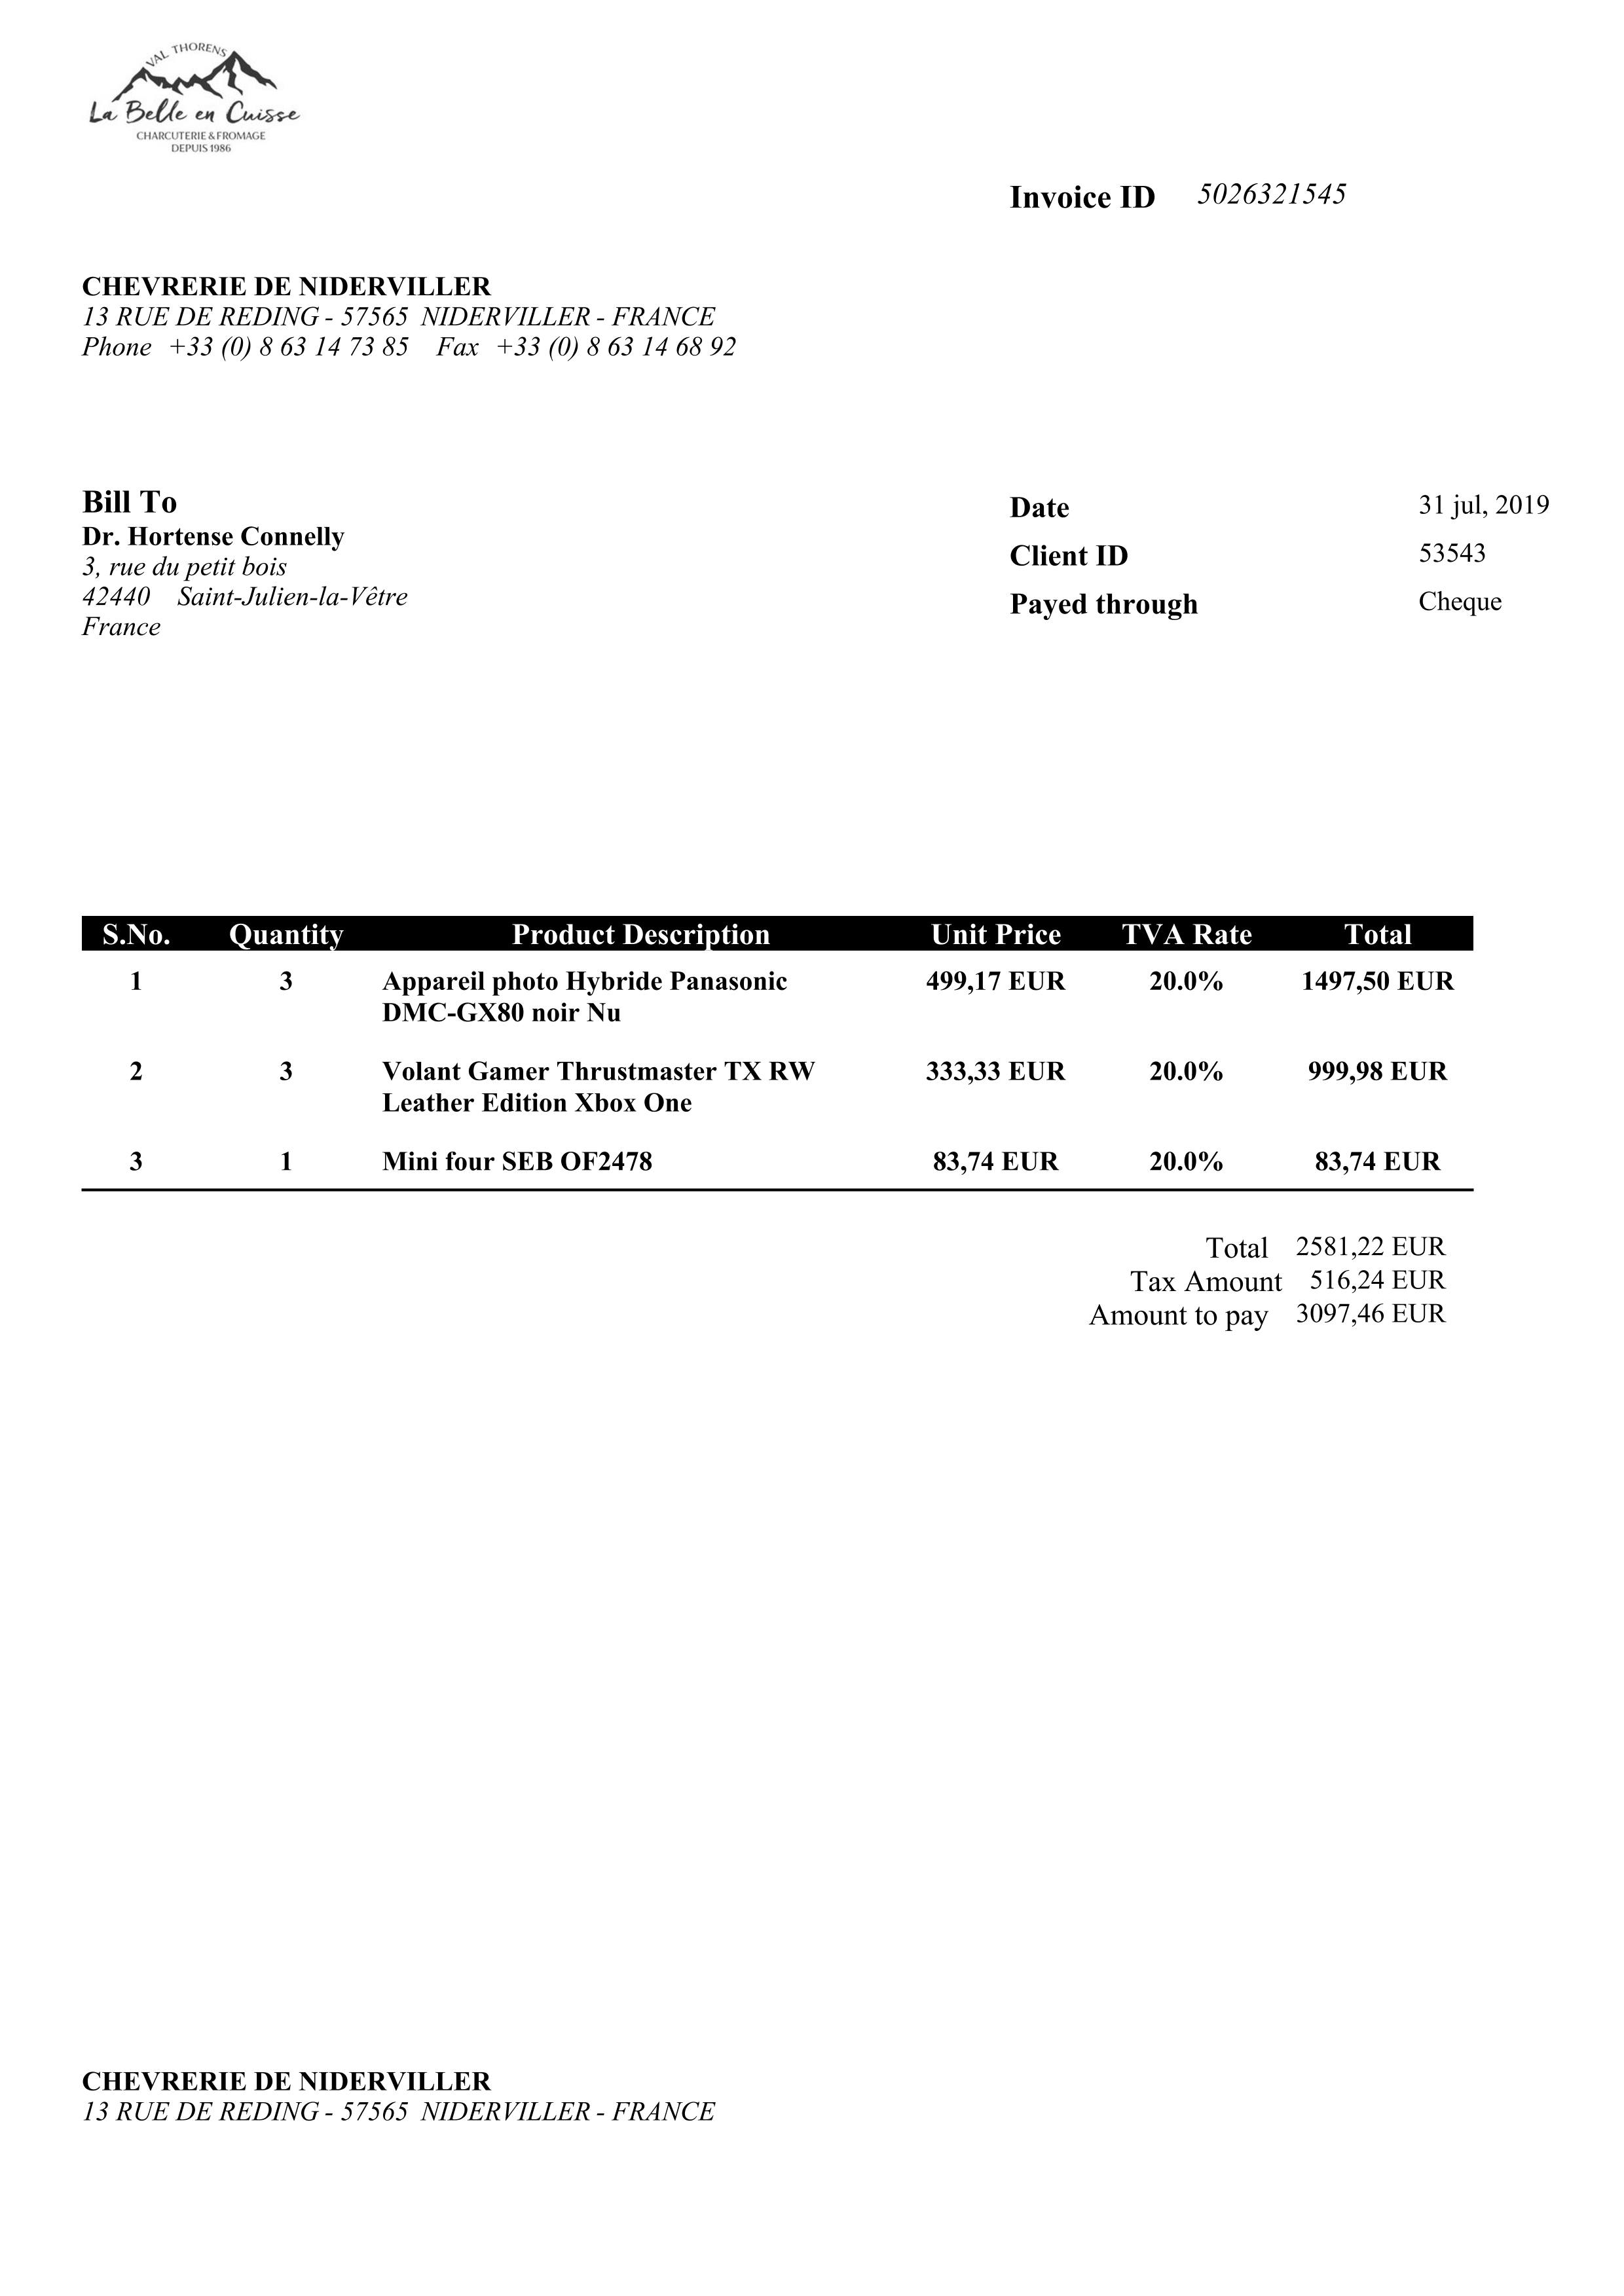 VAL THORENS
La Belle en Cuisse
CHARCUTERIE & FROMAGE
DEPUIS 1986
Invoice ID 5026321545
CHEVRERIE DE NIDERVILLER
13 RUE DE REDING - 57565 NIDERVILLER - FRANCE
Phone +33 (0) 8 63 14 73 85 Fax +33 (0) 8 63 14 68 92
Bill To
Dr. Hortense Connelly
3, rue du petit bois
42440 Saint-Julien-la-Vêtre
France
Date 31 jul, 2019
Client ID 53543
Payed through Cheque
S.No. Quantity Product Description Unit Price TVA Rate Total
1 3 Appareil photo Hybride Panasonic 499,17 EUR 20.0% 1497,50 EUR
DMC-GX80 noir Nu
2 3 Volant Gamer Thrustmaster TX RW 333,33 EUR 20.0% 999,98 EUR
Leather Edition Xbox One
3 1 Mini four SEB OF2478 83,74 EUR 20.0% 83,74 EUR
Total 2581,22 EUR
Tax Amount 516,24 EUR
Amount to pay 3097,46 EUR
CHEVRERIE DE NIDERVILLER
13 RUE DE REDING - 57565 NIDERVILLER - FRANCE